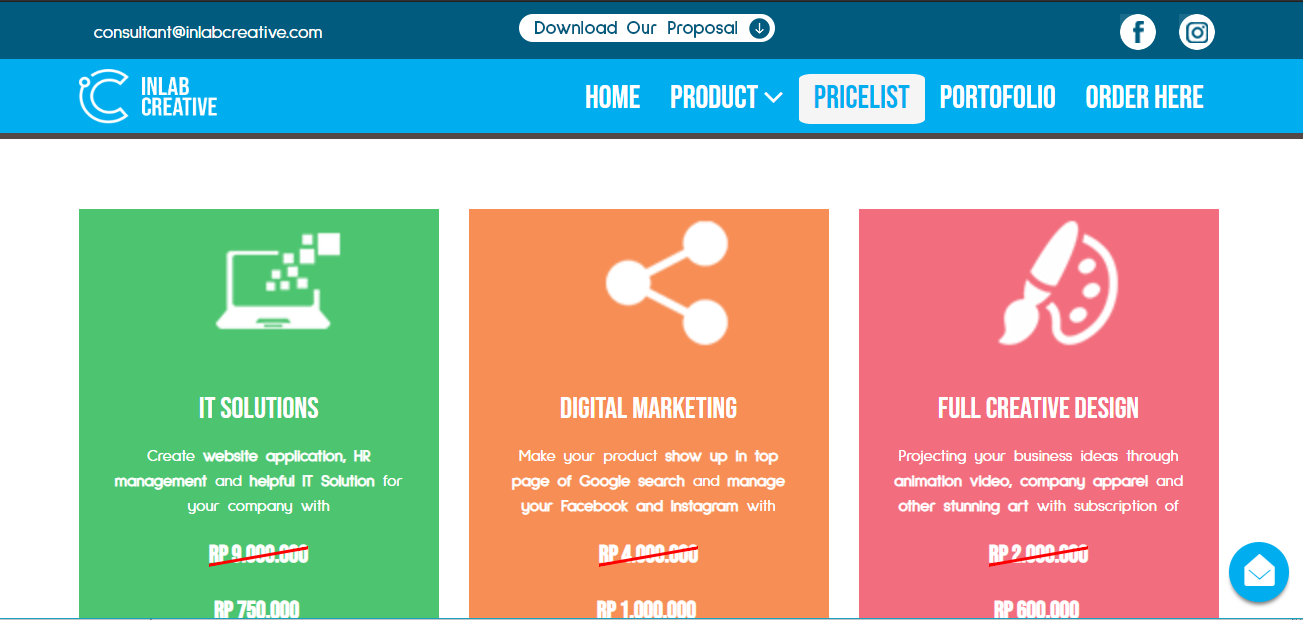 consultant@inlabcreative.com
Download Our Proposal
INLAB
CREATIVE
HOME
PRODUCT
PRICELIST
PORTOFOLIO
ORDER HERE
IT SOLUTIONS
Create website application, HR
management and helpful IT Solution for
your company with
RP 9.000.000
RP 750.000
DIGITAL MARKETING
Make your product show up in top
page of Google search and manage
your Facebook and Instagram with
RP 4.000.000
RP 1.000.000
FULL CREATIVE DESIGN
Projecting your business ideas through
animation video, company apparel and
other stunning art with subscription of
RP 2.000.000
RP 600.000